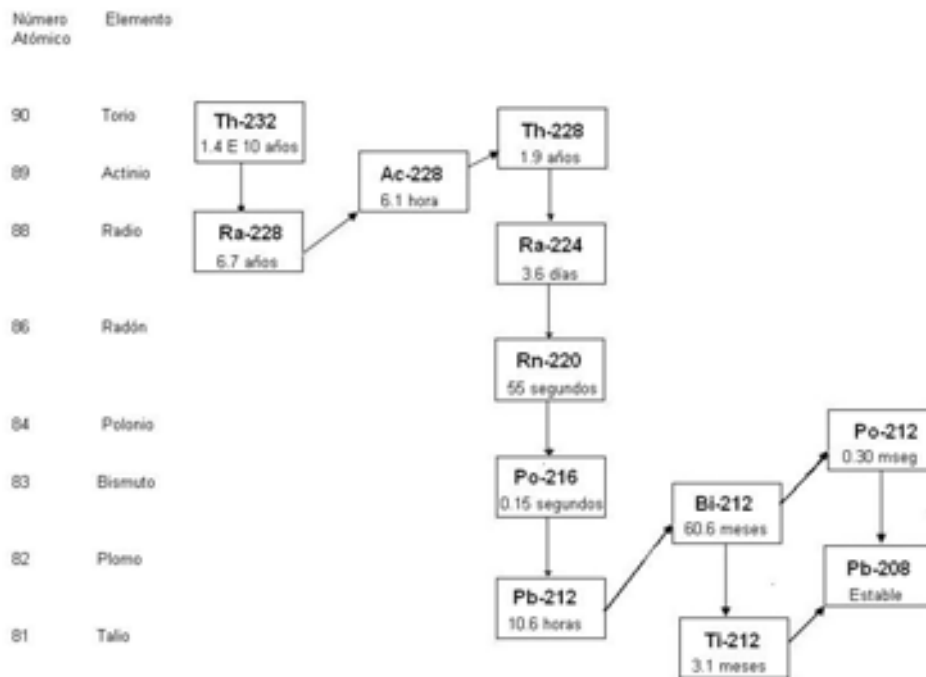 Número Elemento
Atómico
90 Torio
Th-232
1.4 E 10 años
Th-228
1.9 años
89 Actinio
Ac-228
6.1 hora
88 Radio
Ra-228
6.7 años
Ra-224
3.6 días
86 Radón
Rn-220
55 segundos
84 Polonio
Po-212
0.30 mseg
83 Bismuto
Po-216
0.15 segundos
Bi-212
60.6 meses
82 Plomo
Pb-208
Estable
Pb-212
10.6 horas
81 Talio
Tl-212
3.1 meses